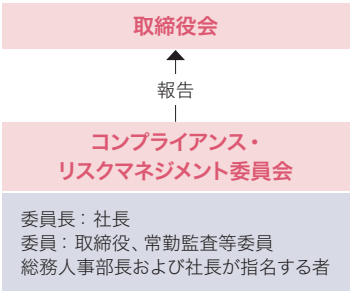 取締役会
報告
コンプライアンス・
リスクマネジメント委員会
委員長：社長
委員：取締役、常勤監査等委員
総務人事部長および社長が指名する者